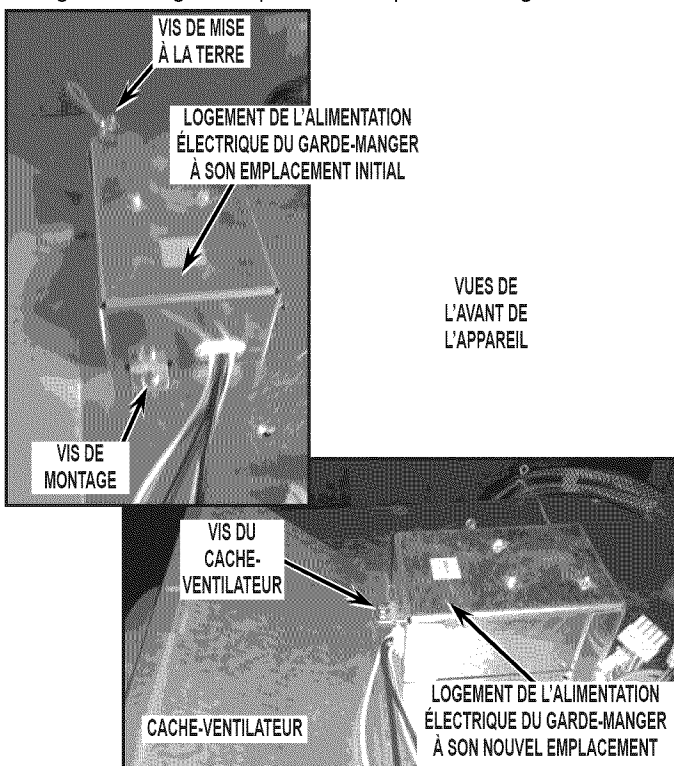 VIS DE MISE
À LA TERRE
LOGEMENT DE L'ALIMENTATION
ÉLECTRIQUE DU GARDE-MANGER
À SON EMPLACEMENT INITIAL
VUES DE
L'AVANT DE
L'APPAREIL
VIS DE
MONTAGE
VIS DU
CACHE-
VENTILATEUR
CACHE-VENTILATEUR
LOGEMENT DE L'ALIMENTATION
ÉLECTRIQUE DU GARDE-MANGER
À SON NOUVEL EMPLACEMENT